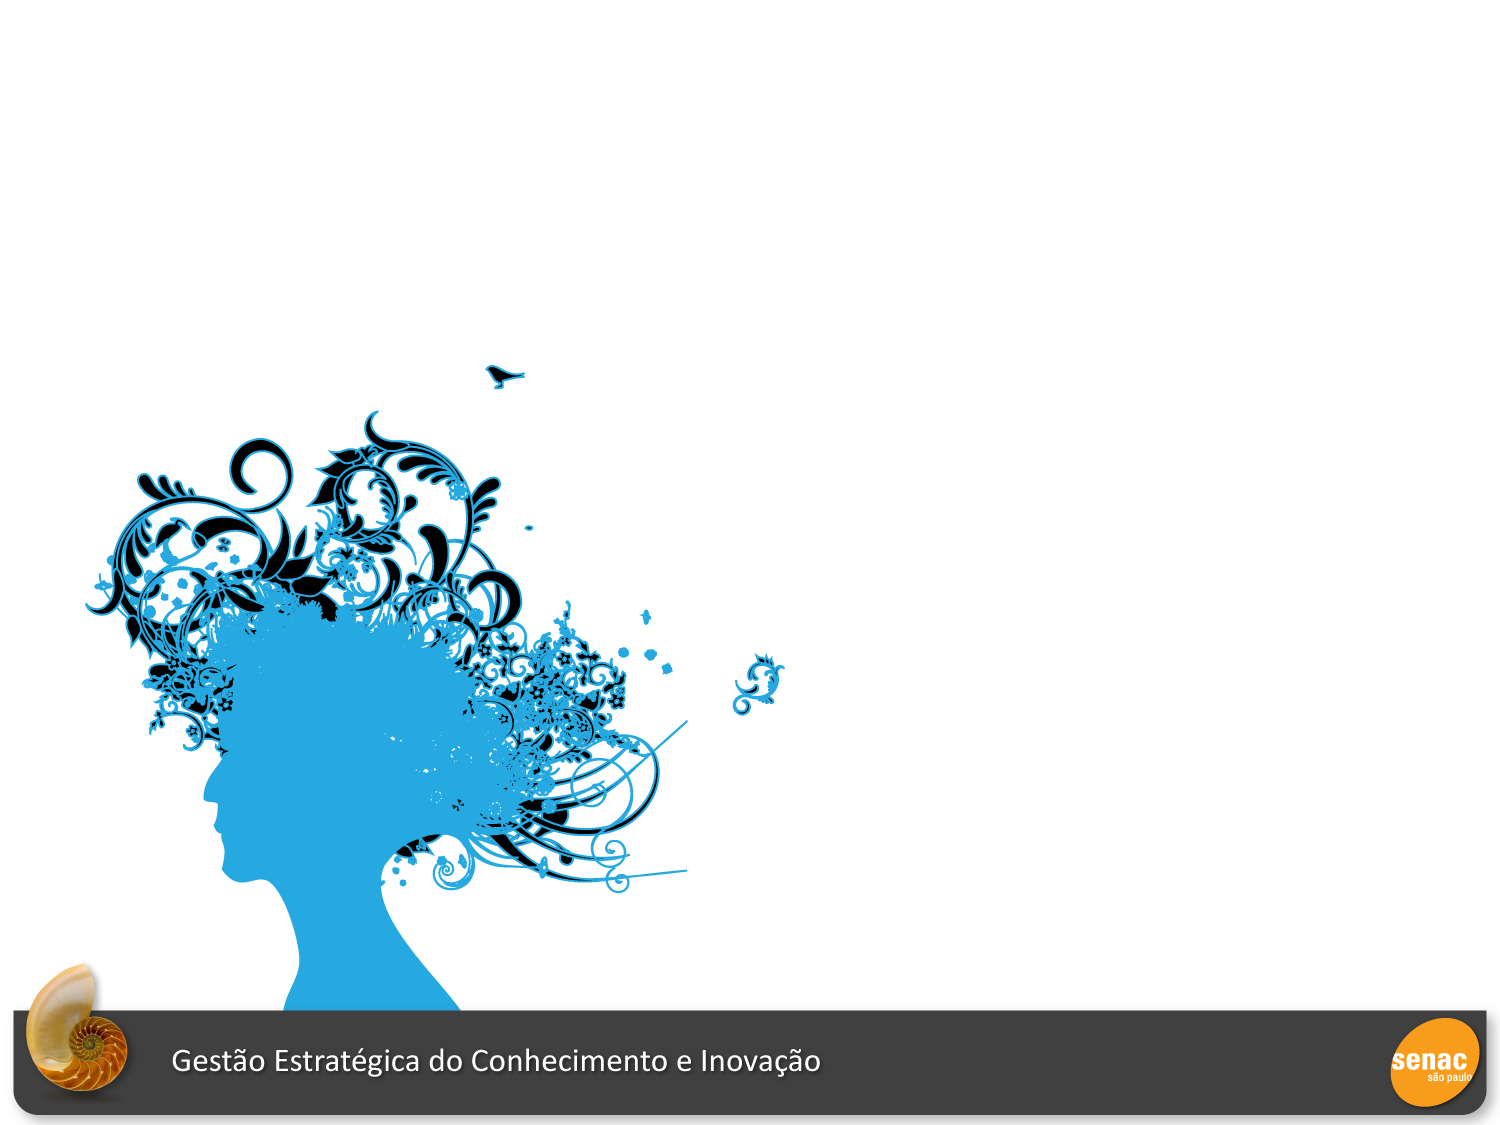 Gestão Estratégica do Conhecimento e Inovação
senac
são paulo